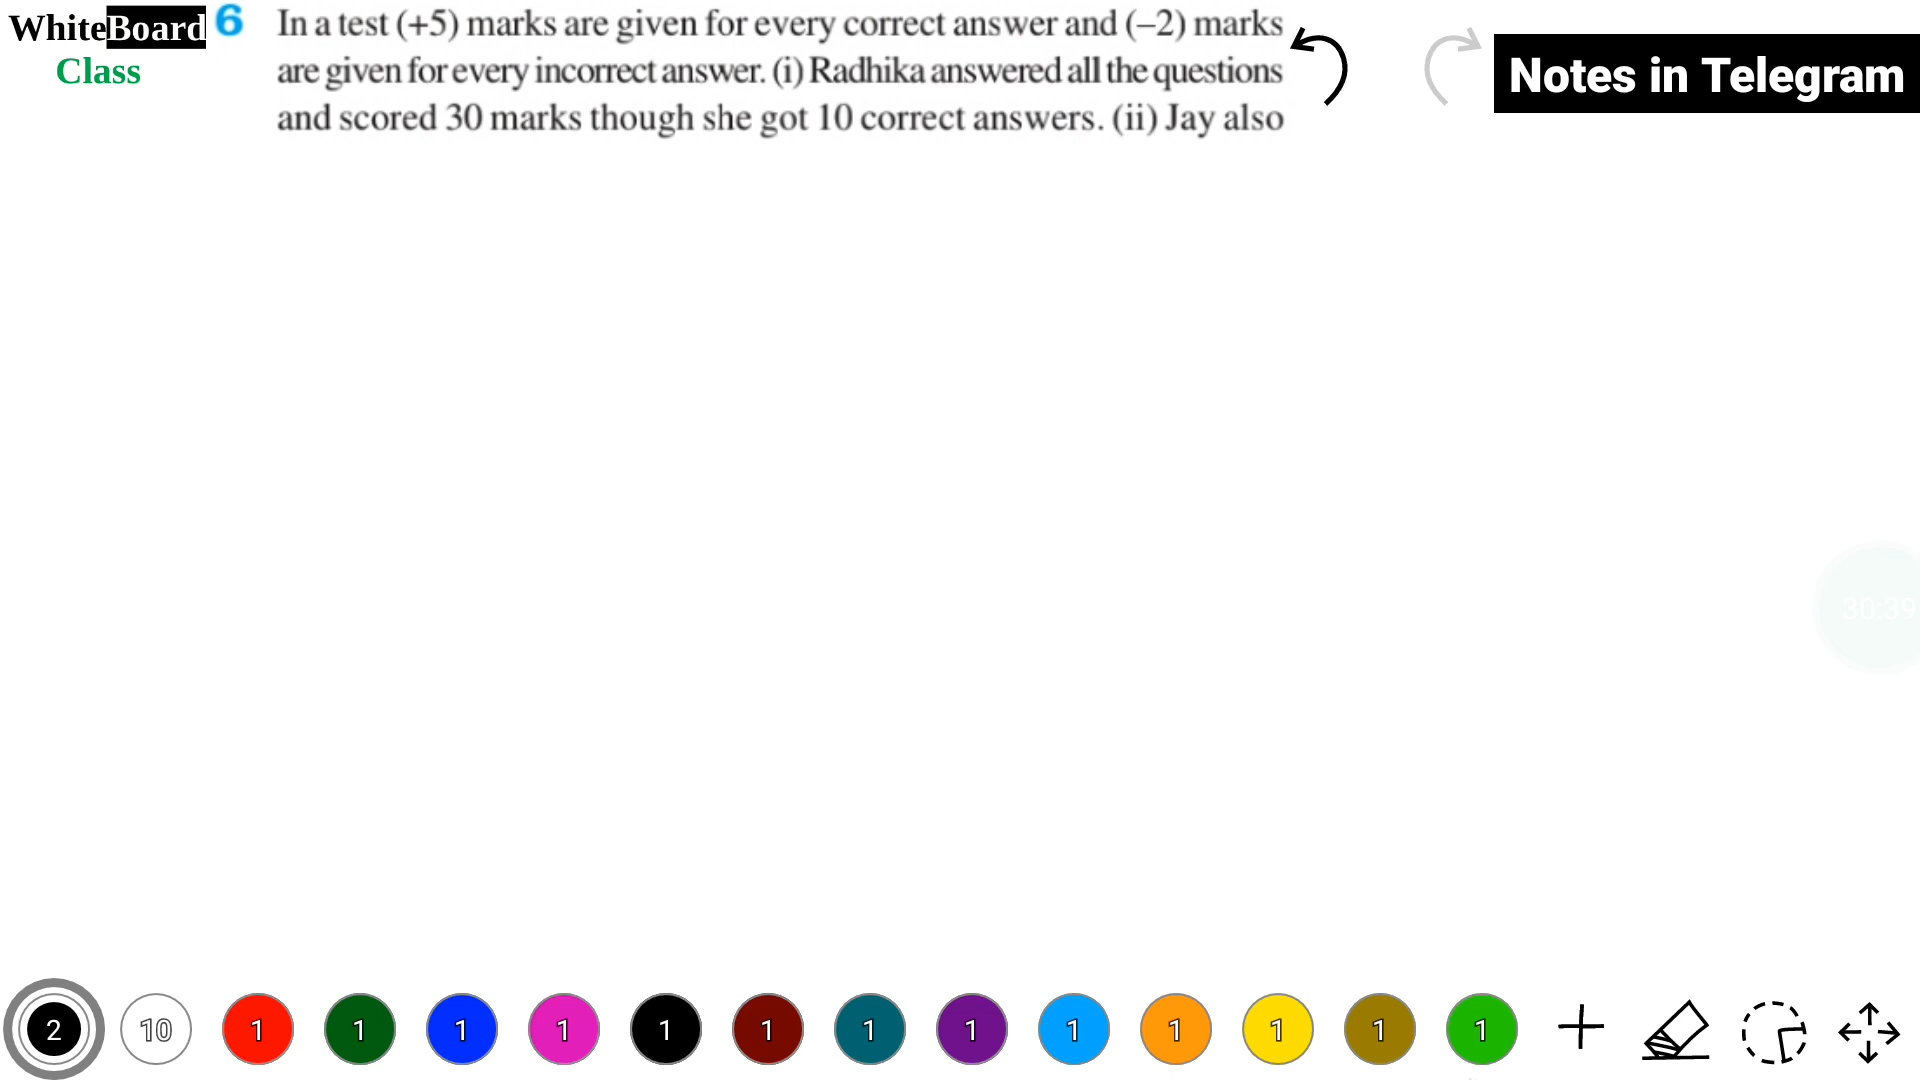 WhiteBoard
Class
6 In a test (+5) marks are given for every correct answer and (–2) marks
are given for every incorrect answer. (i) Radhika answered all the questions
and scored 30 marks though she got 10 correct answers. (ii) Jay also
Notes in Telegram
30:39
2 10 1 1 1 1 1 1 1 1 1 1 1 1 1